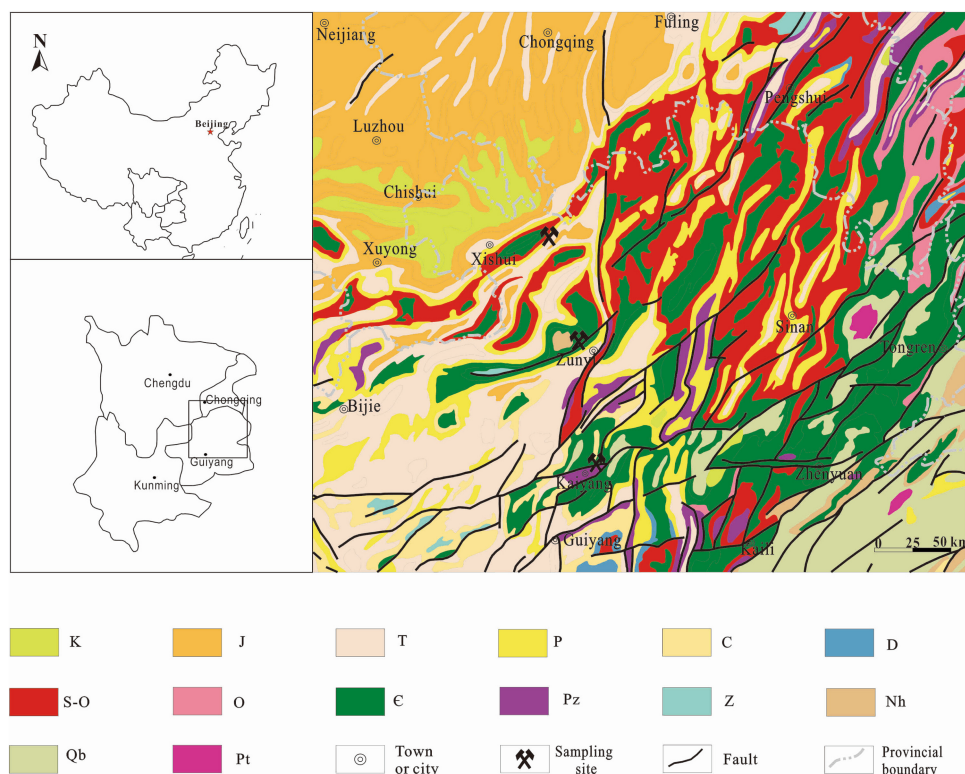 N
Beijing
Chengdu
Chongqing
Guiyang
Kunming
Neijiang
Chongqing
Fuling
Luzhou
Pengshui
Chishui
Xuyong
Xishui
Sinan
Zunyi
Tongren
Bijie
Kaiyang
Zhenyuan
Guiyang
Kaili
0 25 50 km
K J T P C D
S-O O Є Pz Z Nh
Qb Pt Town or city Sampling site Fault Provincial boundary